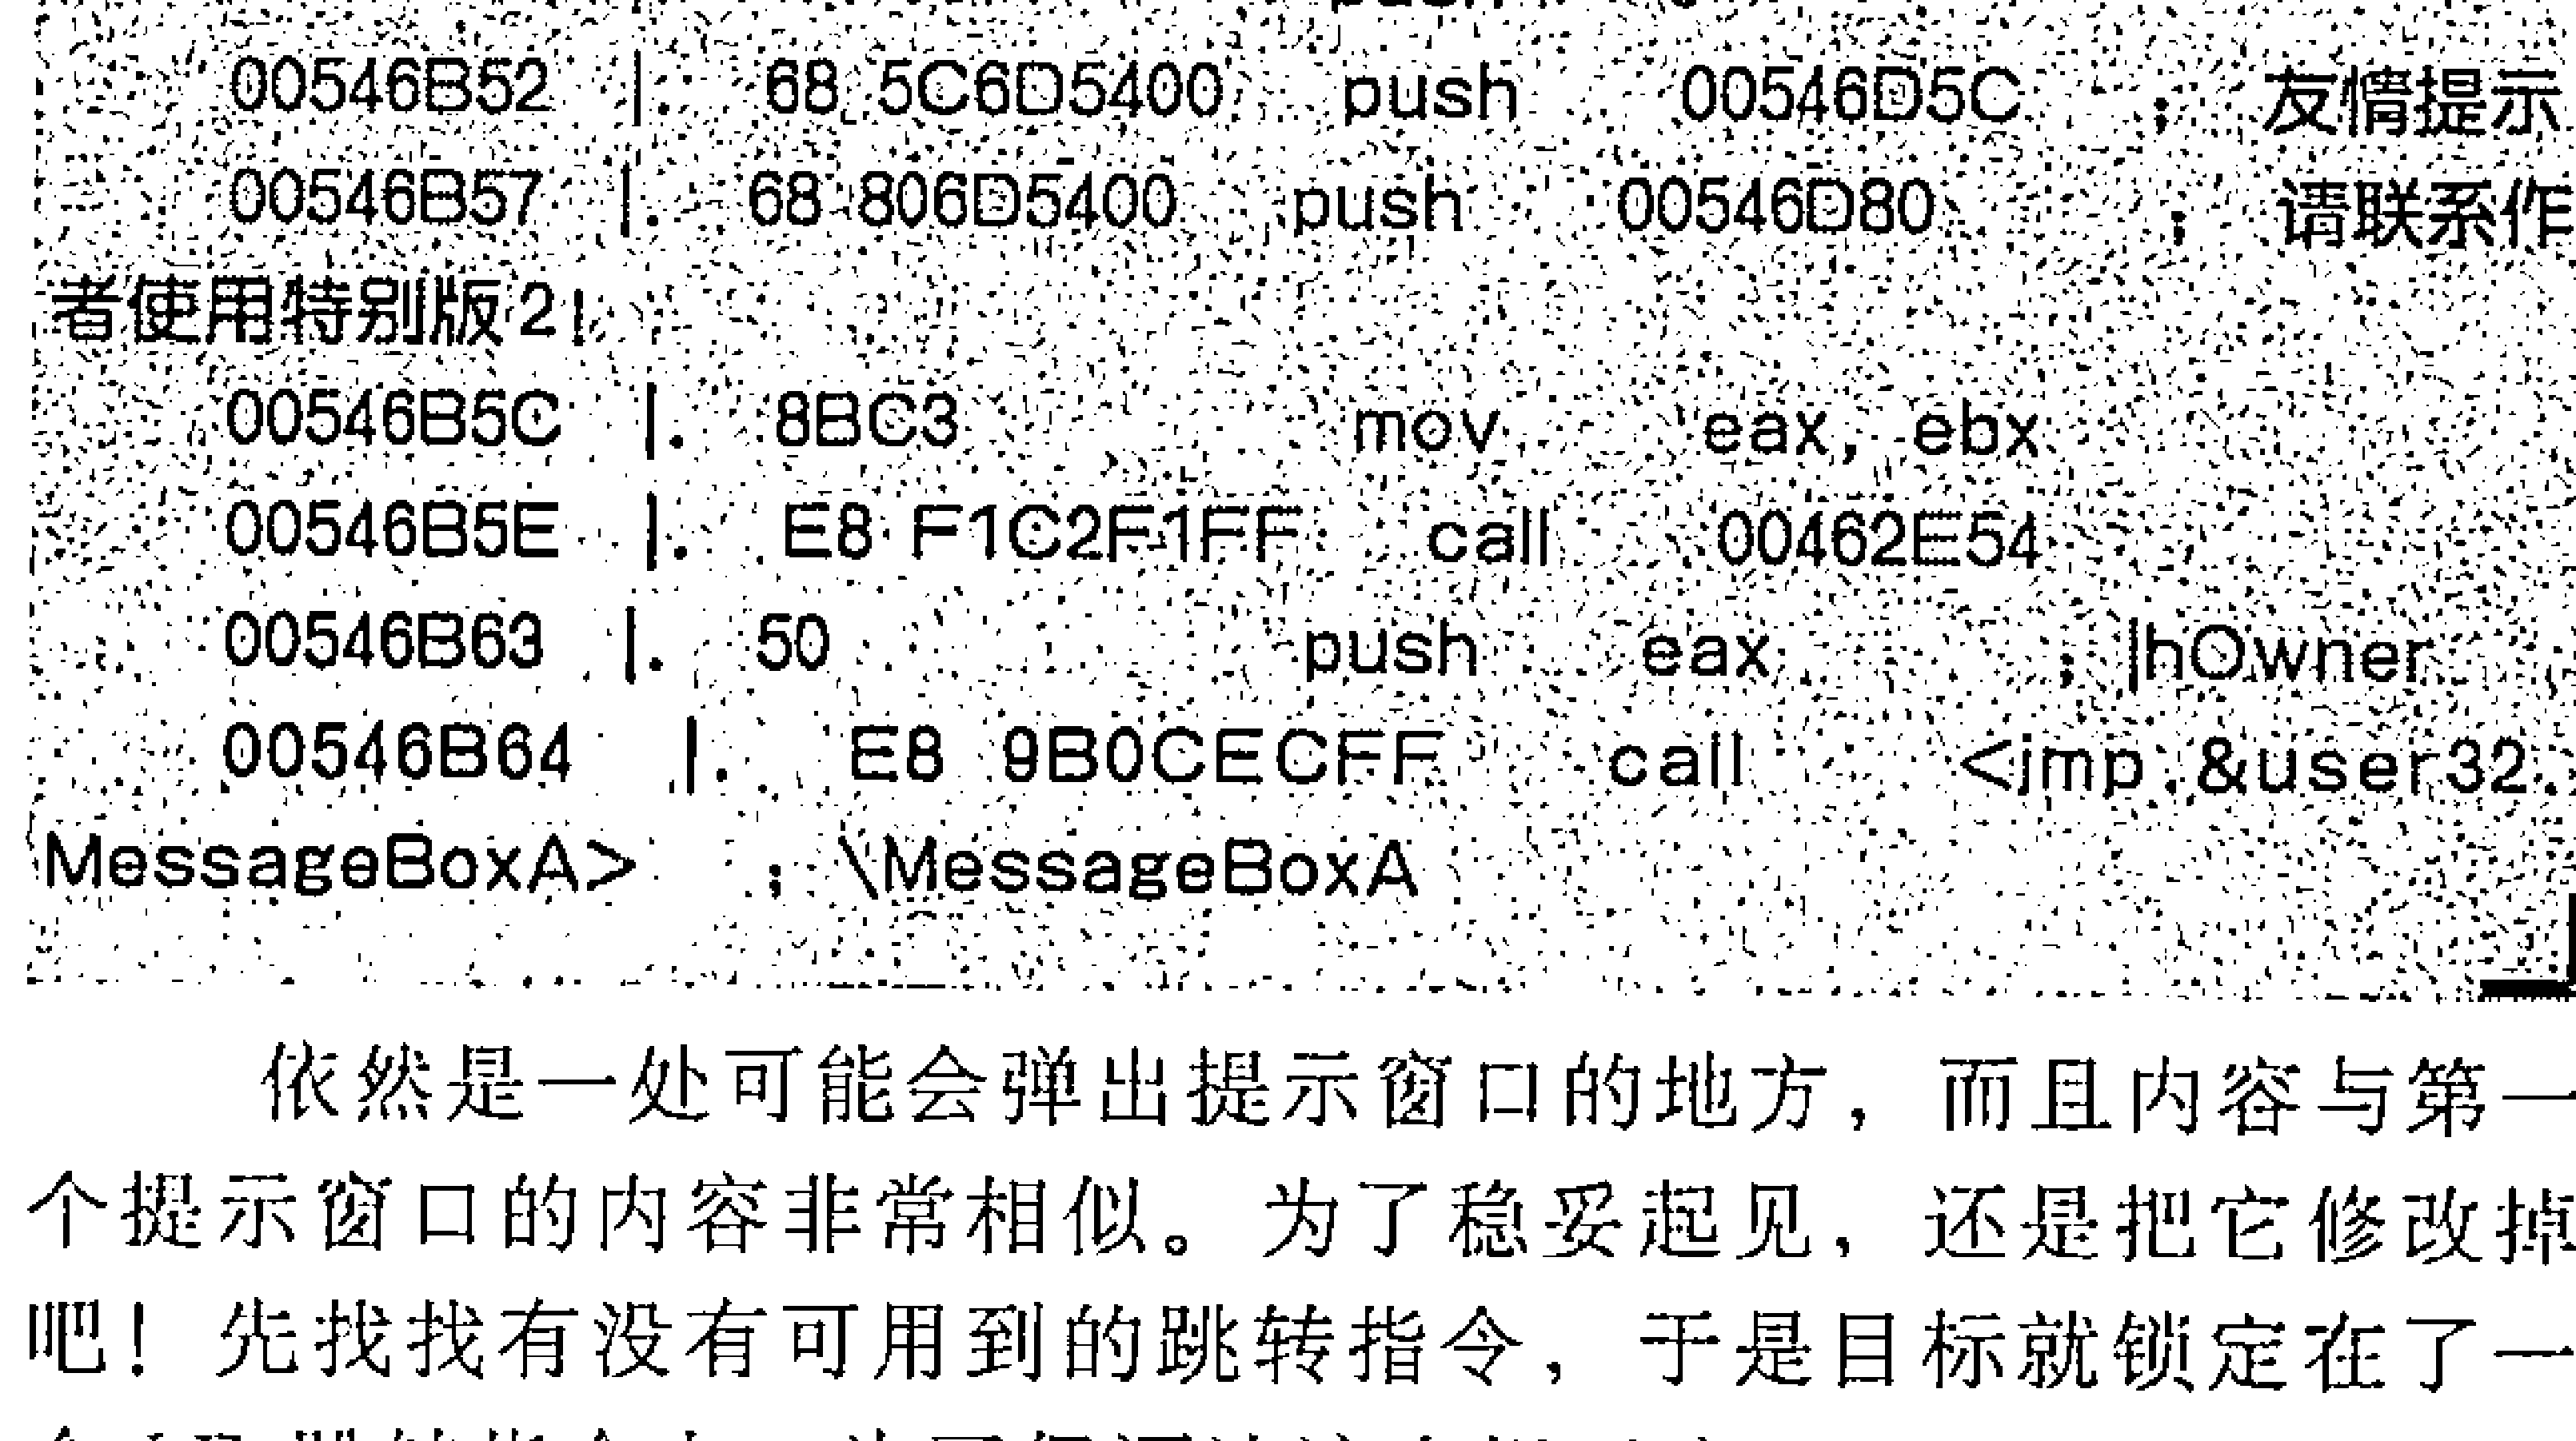 00546B52 |. 68 5C6D5400 push 00546D5C ; 友情提示
00546B57 |. 68 806D5400 push 00546D80 ; 请联系作
者使用特别版2!
00546B5C |. 8BC3 mov eax, ebx
00546B5E |. E8 F1C2F1FF call 00462E54
00546B63 |. 50 push eax ; |hOwner
00546B64 |. E8 9B0CECFF call <jmp.&user32.
MessageBoxA> ; \MessageBoxA
依然是一处可能会弹出提示窗口的地方，而且内容与第一
个提示窗口的内容非常相似。为了稳妥起见，还是把它修改掉
吧！先找找有没有可用到的跳转指令，于是目标就锁定在了一